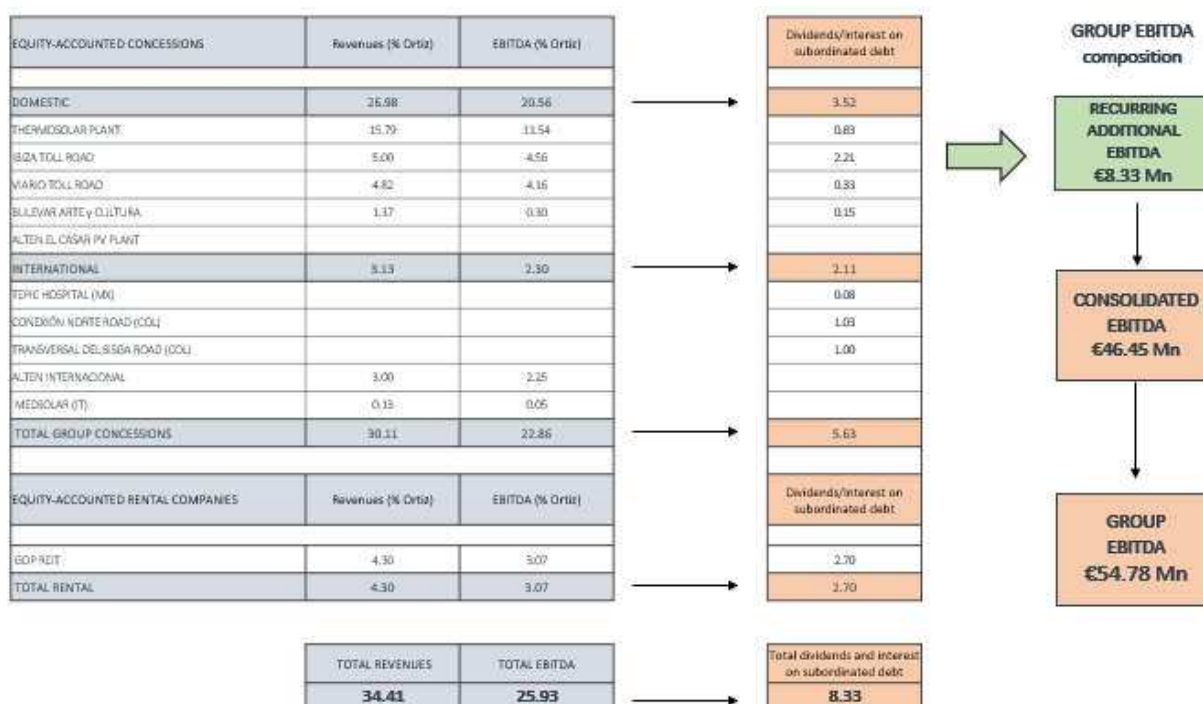 EQUITY-ACCOUNTED CONCESSIONS Revenues (% Ortiz) EBITDA (% Ortiz) Dividends/Interest on subordinated debt
GROUP EBITDA
composition
DOMESTIC 26.98 20.56 3.52
THERMOSOLAR PLANT 15.79 11.54 0.83
IBIZA TOLL ROAD 5.00 4.56 2.21
VIARIO TOLL ROAD 4.82 4.16 0.33
BULEVAR ARTE y CULTURA 1.37 0.30 0.15
ALTEN EL CASAR PV PLANT
RECURRING
ADDITIONAL
EBITDA
€8.33 Mn
INTERNATIONAL 3.13 2.30 2.11
TEPIC HOSPITAL (MX) 0.08
CONEXIÓN NORTE ROAD (COL) 1.03
TRANSVERSAL DEL SISGA ROAD (COL) 1.00
ALTEN INTERNACIONAL 3.00 2.25
MEDSOLAR (IT) 0.13 0.05
TOTAL GROUP CONCESSIONS 30.11 22.86 5.63
CONSOLIDATED
EBITDA
€46.45 Mn
EQUITY-ACCOUNTED RENTAL COMPANIES Revenues (% Ortiz) EBITDA (% Ortiz) Dividends/Interest on subordinated debt
GOP REIT 4.30 3.07 2.70
TOTAL RENTAL 4.30 3.07 2.70
GROUP
EBITDA
€54.78 Mn
TOTAL REVENUES TOTAL EBITDA Total dividends and interest on subordinated debt
34.41 25.93 8.33